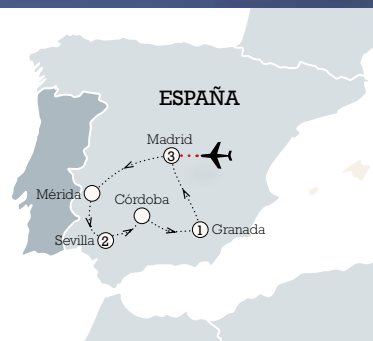 ESPAÑA
Madrid
3
Mérida
Córdoba
Sevilla 2
1 Granada